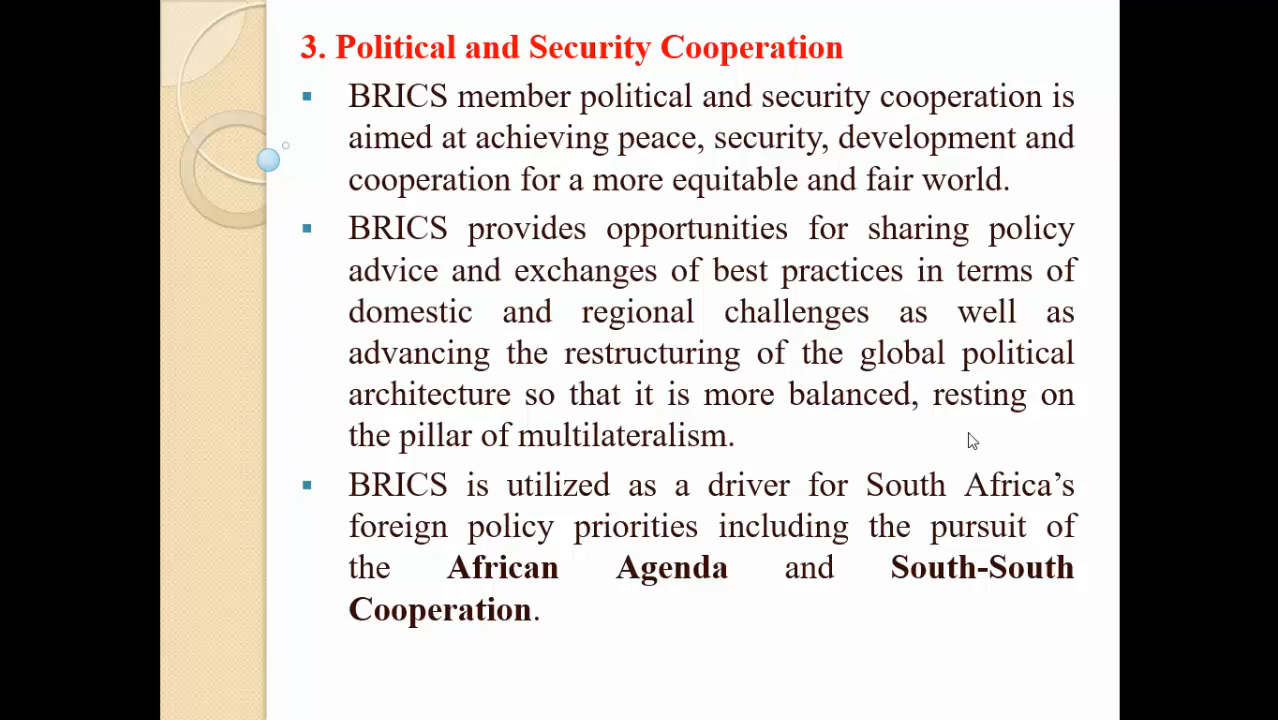 3. Political and Security Cooperation
▪ BRICS member political and security cooperation is
aimed at achieving peace, security, development and
cooperation for a more equitable and fair world.
▪ BRICS provides opportunities for sharing policy
advice and exchanges of best practices in terms of
domestic and regional challenges as well as
advancing the restructuring of the global political
architecture so that it is more balanced, resting on
the pillar of multilateralism.
▪ BRICS is utilized as a driver for South Africa’s
foreign policy priorities including the pursuit of
the African Agenda and South-South
Cooperation.